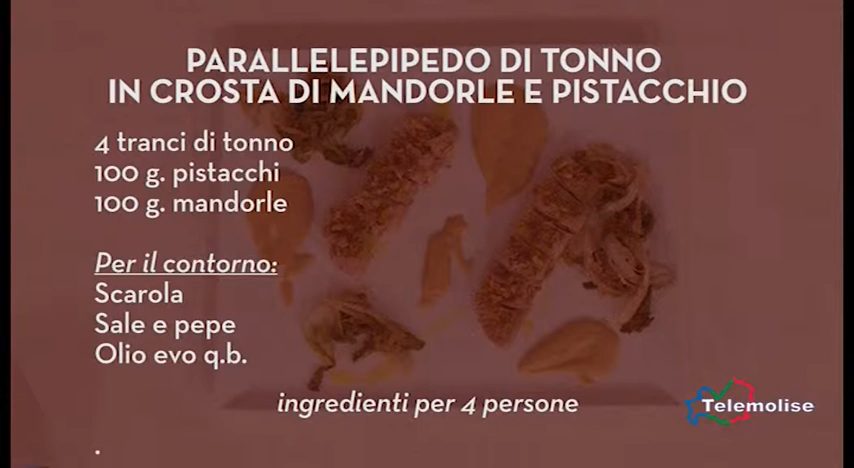 PARALLELEPIPEDO DI TONNO
IN CROSTA DI MANDORLE E PISTACCHIO
4 tranci di tonno
100 g. pistacchi
100 g. mandorle
Per il contorno:
Scarola
Sale e pepe
Olio evo q.b.
ingredienti per 4 persone
Telemolise
.